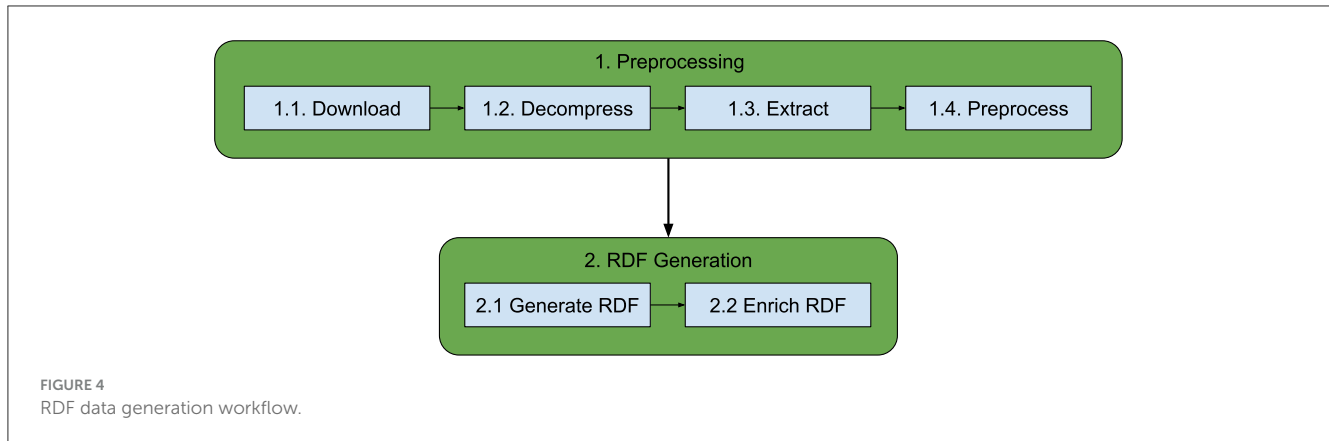 1. Preprocessing
1.1. Download
1.2. Decompress
1.3. Extract
1.4. Preprocess
2. RDF Generation
2.1 Generate RDF
2.2 Enrich RDF
FIGURE 4
RDF data generation workflow.